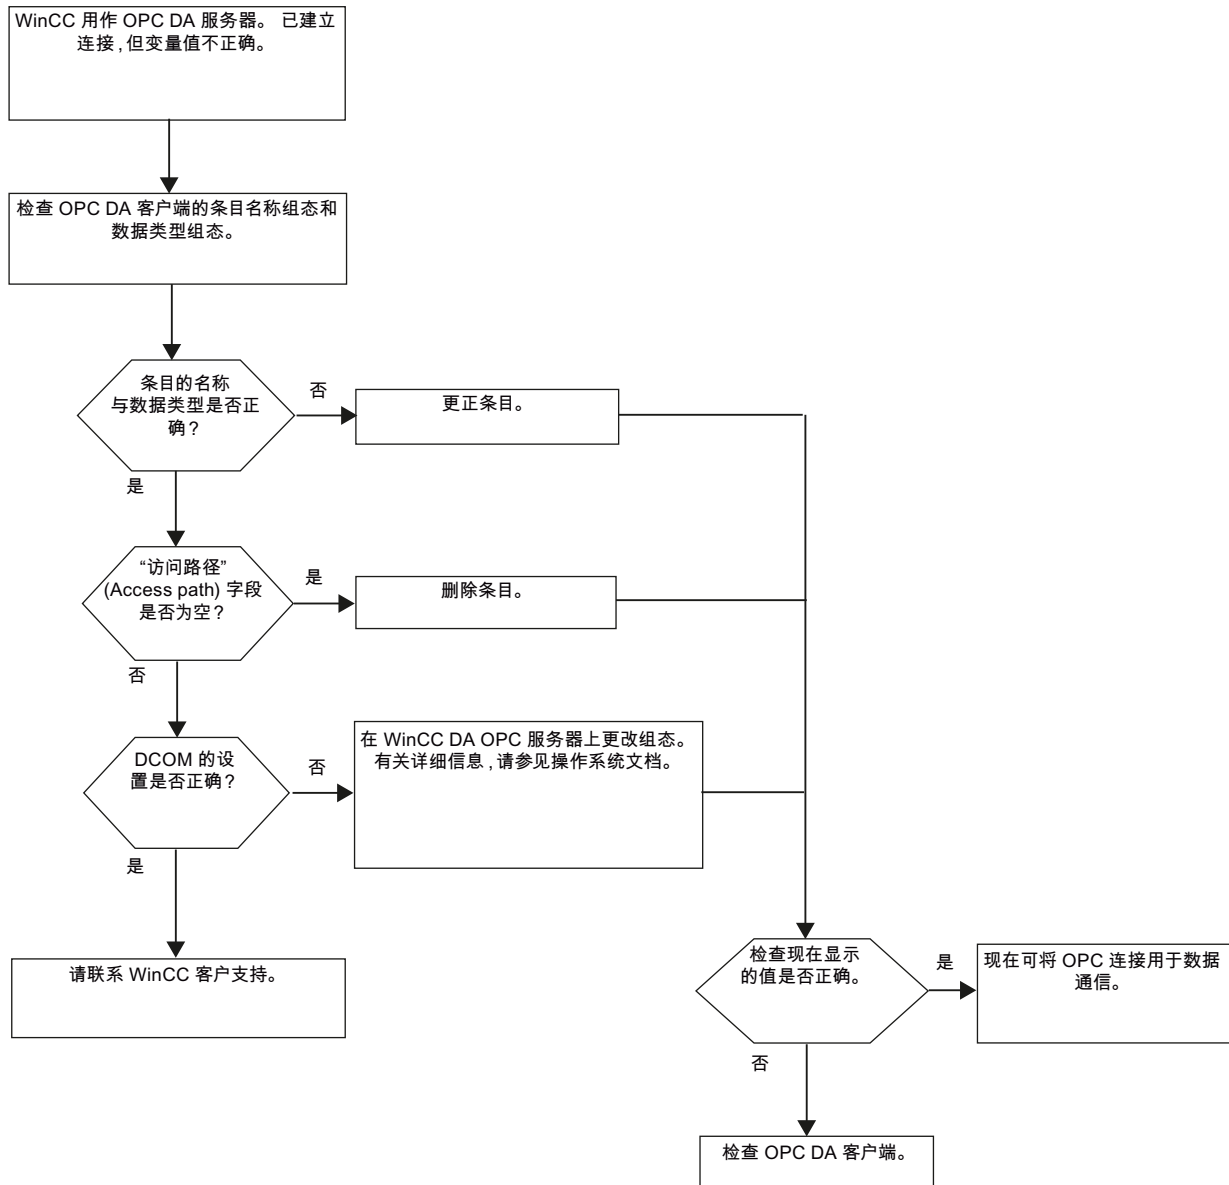 WinCC 用作 OPC DA 服务器。 已建立
连接,但变量值不正确。
检查 OPC DA 客户端的条目名称组态和
数据类型组态。
条目的名称
与数据类型是否正
确?
否
更正条目。
是
“访问路径”
(Access path) 字段
是否为空?
是
删除条目。
否
DCOM 的设
置是否正确?
否
在 WinCC DA OPC 服务器上更改组态。
有关详细信息,请参见操作系统文档。
是
请联系 WinCC 客户支持。
检查现在显示
的值是否正确。
是
现在可将 OPC 连接用于数据
通信。
否
检查 OPC DA 客户端。